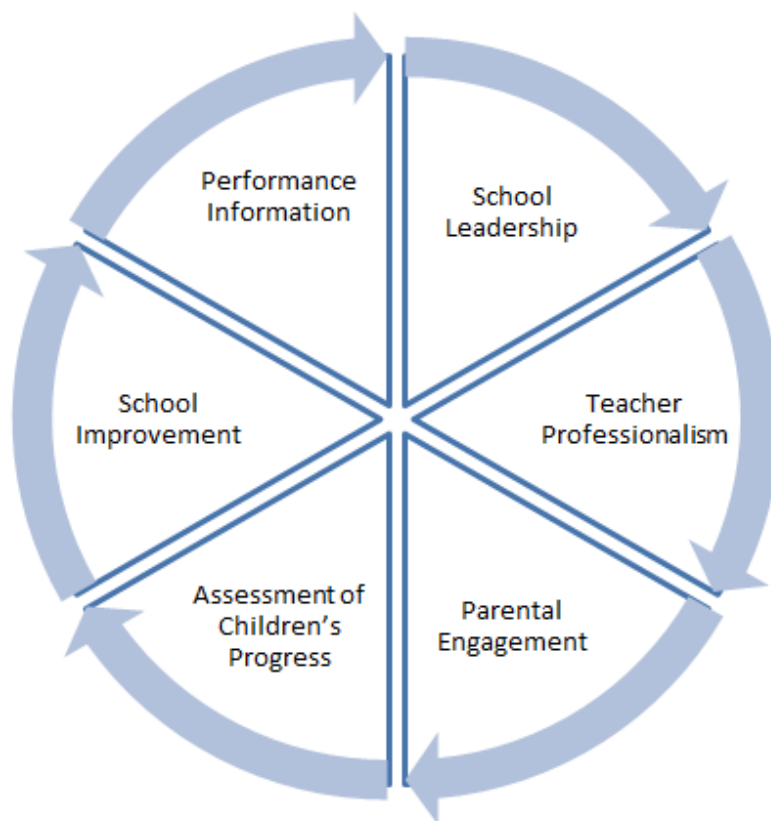 Performance
Information
School
Leadership
Teacher
Professionalism
Parental
Engagement
Assessment of
Children’s
Progress
School
Improvement